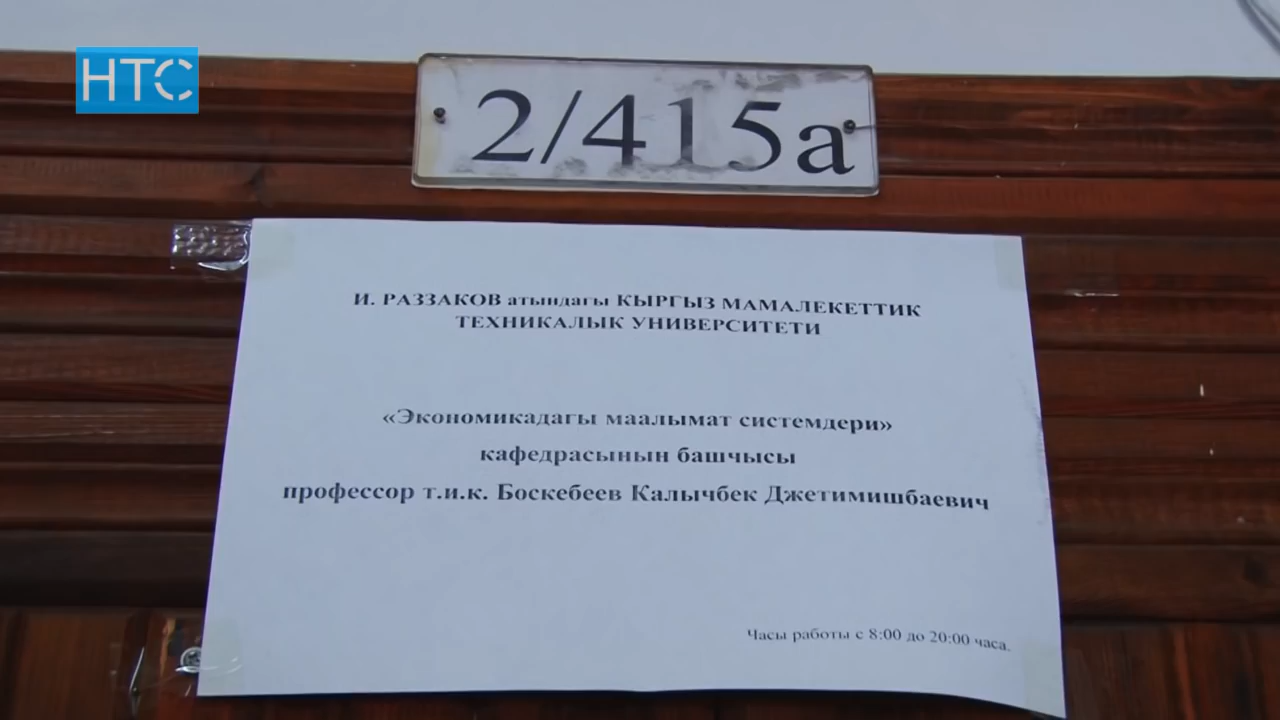 НТС
2/415а
И. РАЗЗАКОВ атындагы КЫРГЫЗ МАМАЛЕКЕТТИК
ТЕХНИКАЛЫК УНИВЕРСИТЕТИ
«Экономикадагы маалымат системдери»
кафедрасынын башчысы
профессор т.и.к. Боскебеев Калычбек Джетимишбаевич
Часы работы с 8:00 до 20:00 часа.